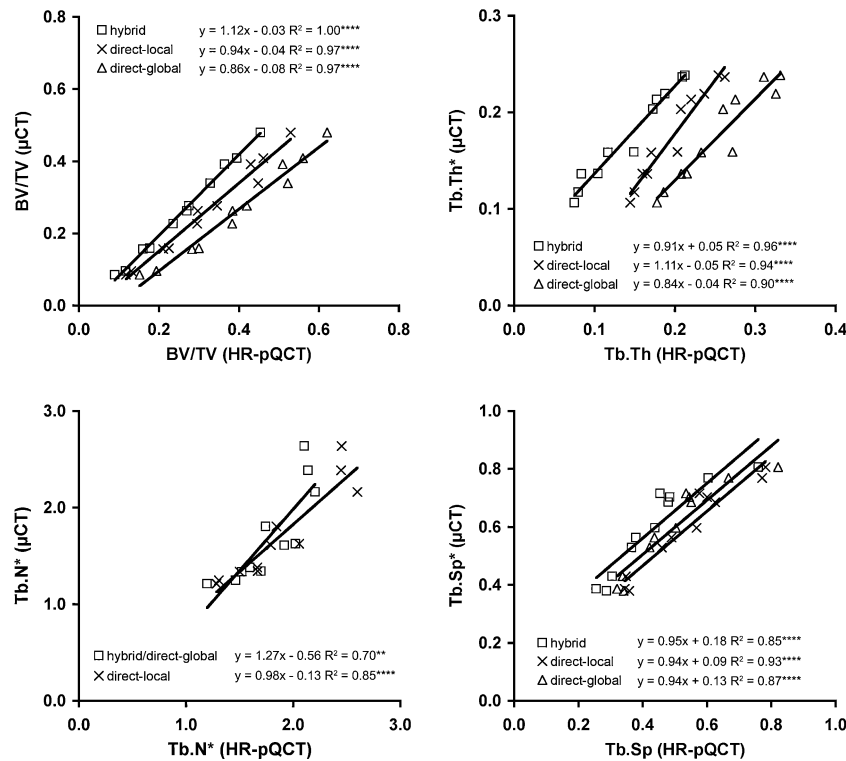 0.8
0.6
0.4
0.2
0.0
BV/TV (µCT)
hybrid y = 1.12x - 0.03 R² = 1.00****
direct-local y = 0.94x - 0.04 R² = 0.97****
direct-global y = 0.86x - 0.08 R² = 0.97****
0.0 0.2 0.4 0.6 0.8
BV/TV (HR-pQCT)
0.3
0.2
0.1
0.0
Tb.Th* (µCT)
hybrid y = 0.91x + 0.05 R² = 0.96****
direct-local y = 1.11x - 0.05 R² = 0.94****
direct-global y = 0.84x - 0.04 R² = 0.90****
0.0 0.1 0.2 0.3 0.4
Tb.Th (HR-pQCT)
3.0
2.0
1.0
0.0
Tb.N* (µCT)
hybrid/direct-global y = 1.27x - 0.56 R² = 0.70**
direct-local y = 0.98x - 0.13 R² = 0.85****
0.0 1.0 2.0 3.0
Tb.N* (HR-pQCT)
1.0
0.8
0.6
0.4
0.2
0.0
Tb.Sp* (µCT)
hybrid y = 0.95x + 0.18 R² = 0.85****
direct-local y = 0.94x + 0.09 R² = 0.93****
direct-global y = 0.94x + 0.13 R² = 0.87****
0.0 0.2 0.4 0.6 0.8 1.0
Tb.Sp (HR-pQCT)